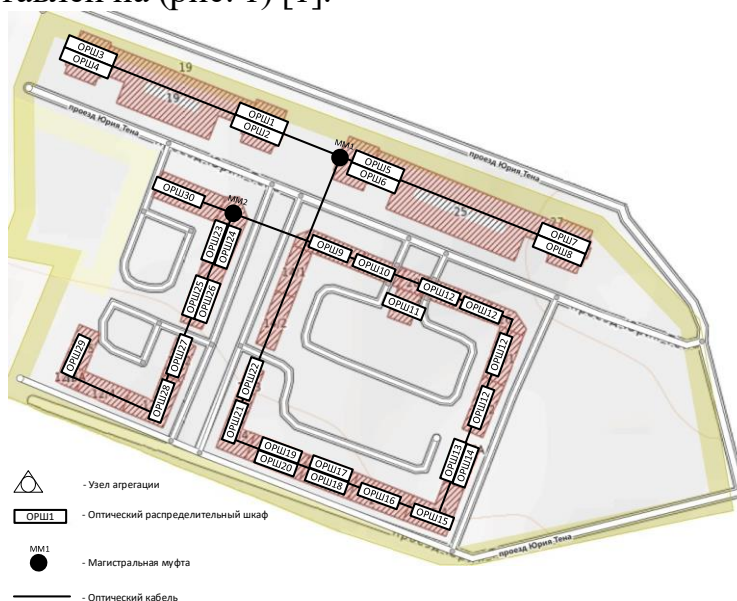 тавлен на (рис. 1) [1].
ОРШ3
ОРШ4
19
19
проезд Юрия Тена
ОРШ1
ОРШ2
ММ1
проезд Юрия Тена
ОРШ5
ОРШ6
25
27
ОРШ7
ОРШ8
ОРШ30
ММ2
ОРШ23
ОРШ24
ОРШ9
ОРШ10
ОРШ12
ОРШ12
ОРШ11
ОРШ25
ОРШ26
ОРШ12
ОРШ12
ОРШ27
ОРШ29
ОРШ28
ОРШ22
ОРШ21
ОРШ19
ОРШ20
ОРШ17
ОРШ18
ОРШ16
ОРШ13
ОРШ14
ОРШ15
проезд Юрия Тена
- Узел агрегации
ОРШ1 - Оптический распределительный шкаф
ММ1
- Магистральная муфта
- Оптический кабель